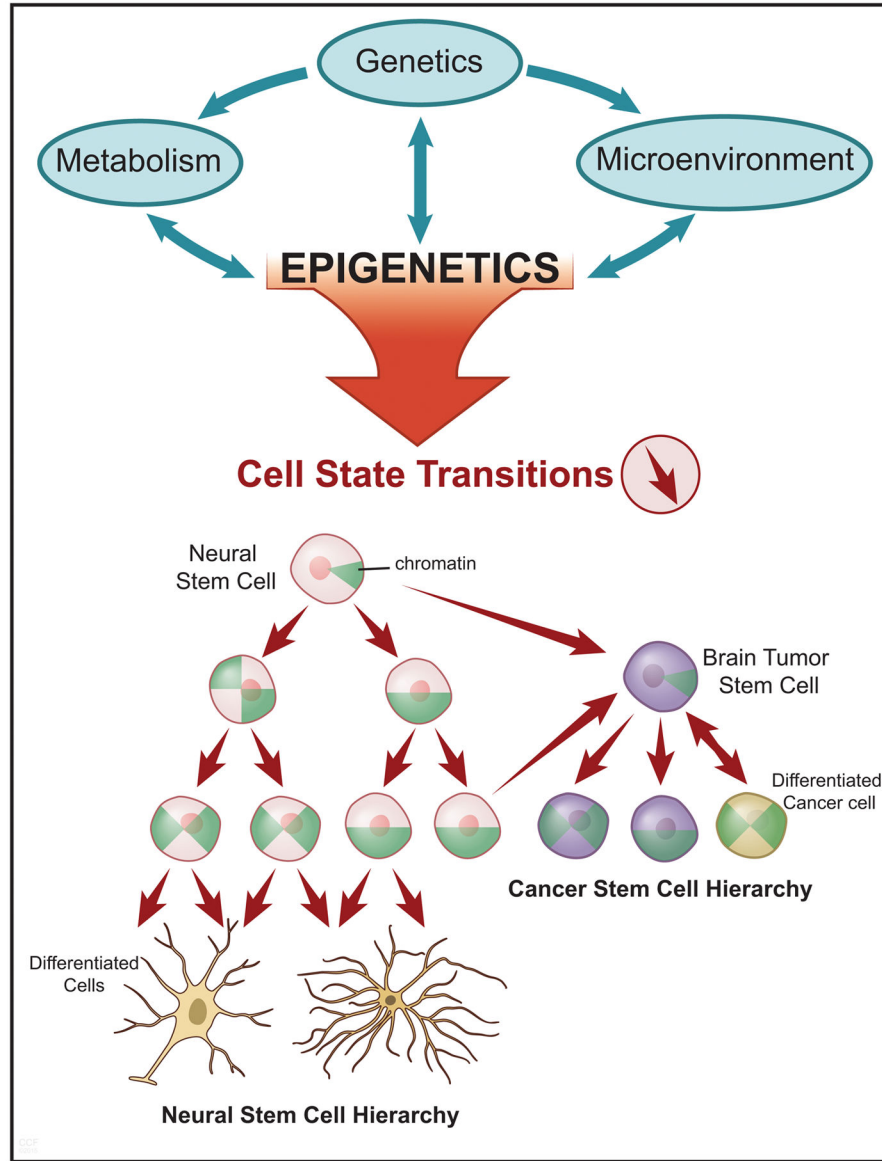 Genetics
Metabolism
Microenvironment
EPIGENETICS
Cell State Transitions
Neural
Stem Cell
chromatin
Brain Tumor
Stem Cell
Differentiated
Cancer cell
Cancer Stem Cell Hierarchy
Differentiated
Cells
Neural Stem Cell Hierarchy
CCF